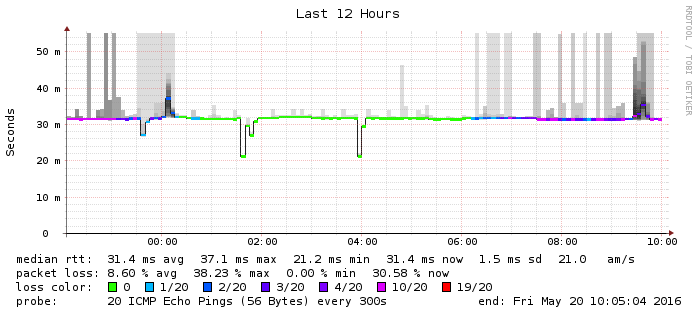 Last 12 Hours
RRDTOOL / TOBI OETIKER
Seconds
50 m
40 m
30 m
20 m
10 m
0
00:00 02:00 04:00 06:00 08:00 10:00
median rtt: 31.4 ms avg 37.1 ms max 21.2 ms min 31.4 ms now 1.5 ms sd 21.0 am/s
packet loss: 8.60 % avg 38.23 % max 0.00 % min 30.58 % now
loss color: 0 1/20 2/20 3/20 4/20 10/20 19/20
probe: 20 ICMP Echo Pings (56 Bytes) every 300s end: Fri May 20 10:05:04 2016